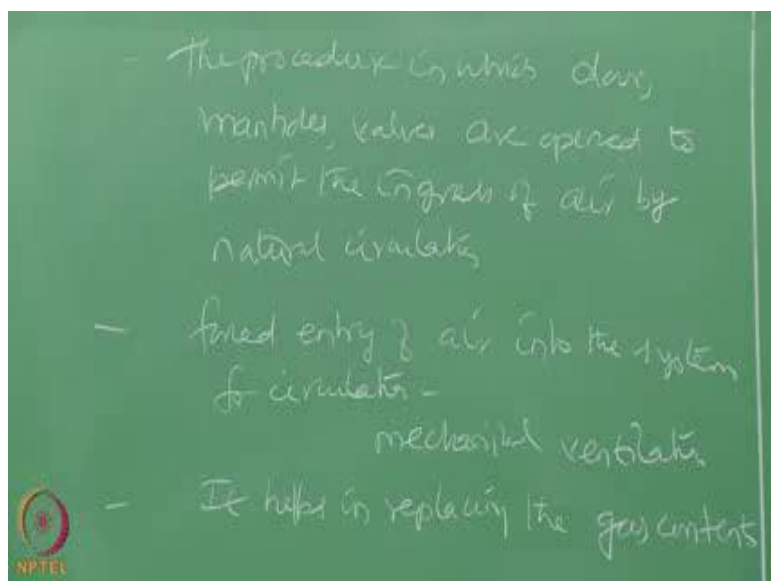 - The procedure in which doors,
manholes, valves are opened to
permit the ingress of air by
natural circulation
- forced entry of air into the system
for circulation -
mechanical ventilation
- It helps in replacing the gas contents
NPTEL